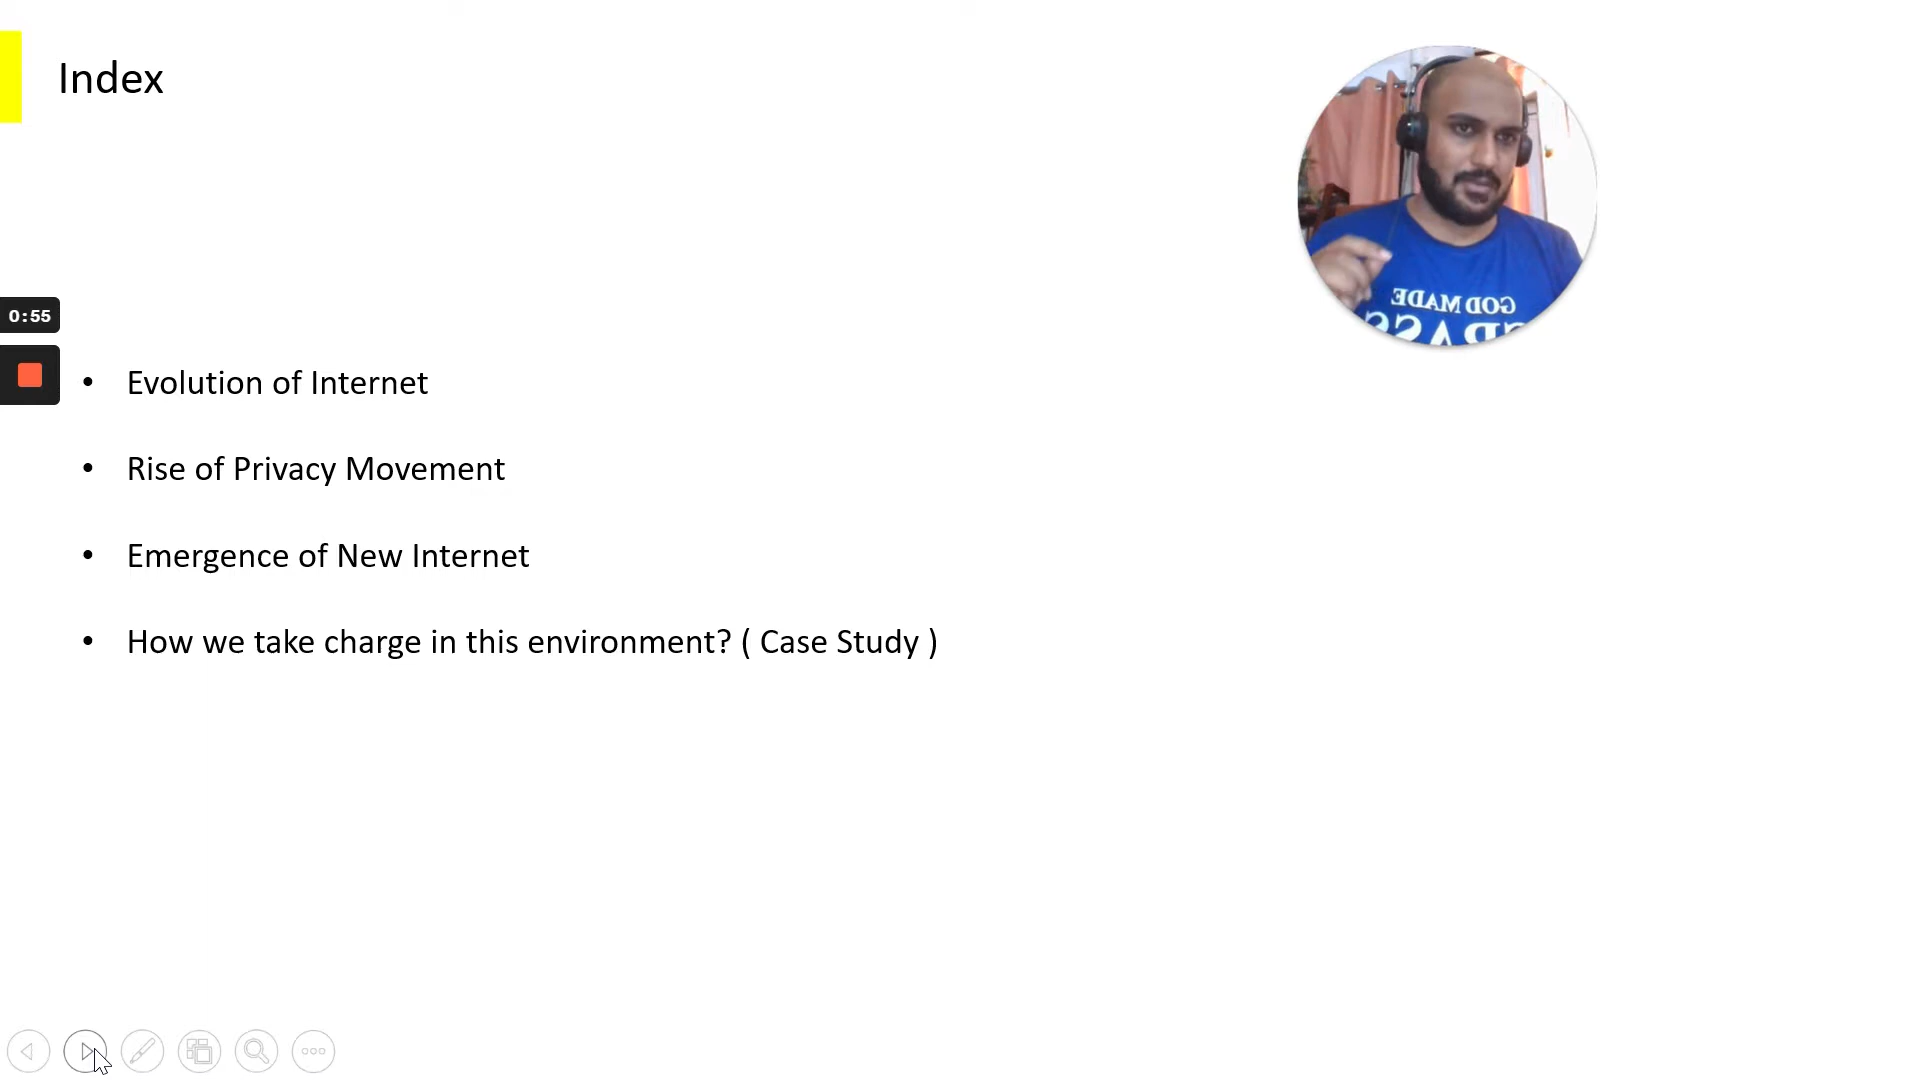 Index
GOD MADE
0:55
• Evolution of Internet
• Rise of Privacy Movement
• Emergence of New Internet
• How we take charge in this environment? ( Case Study )